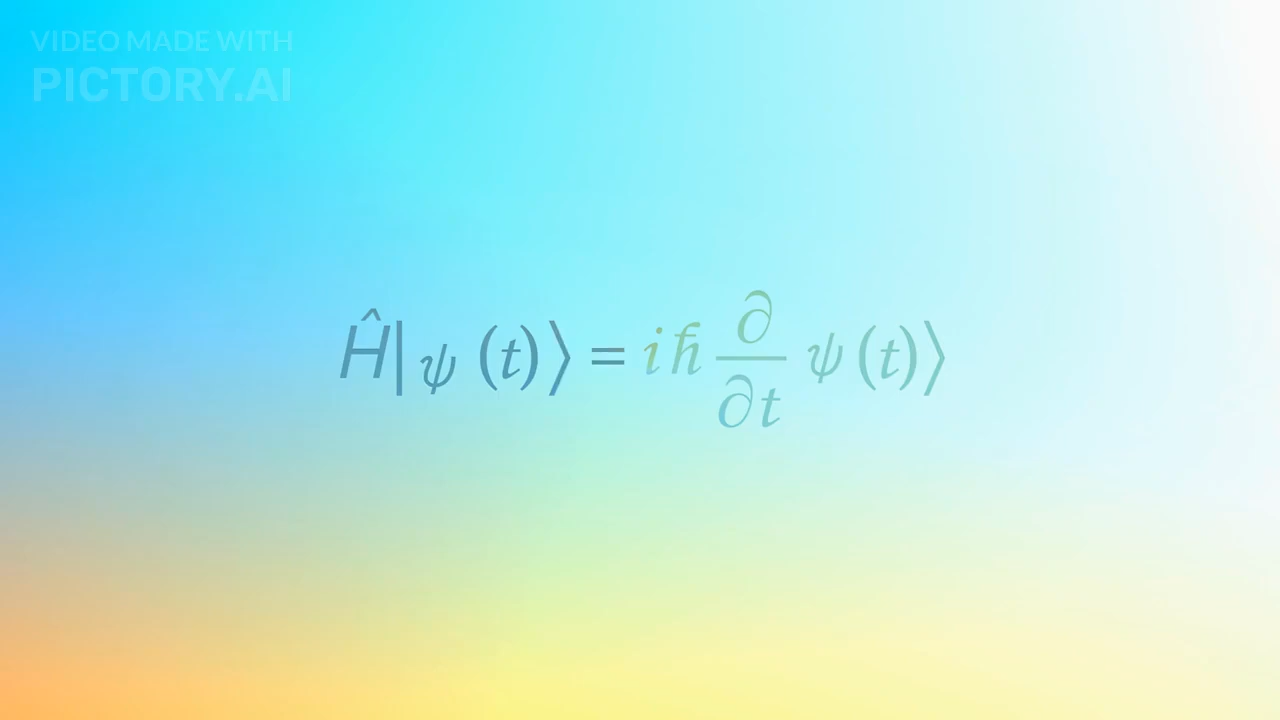 VIDEO MADE WITH
PICTORY.AI
Ĥ|ψ(t)⟩ = iħ ∂/∂t ψ(t)⟩